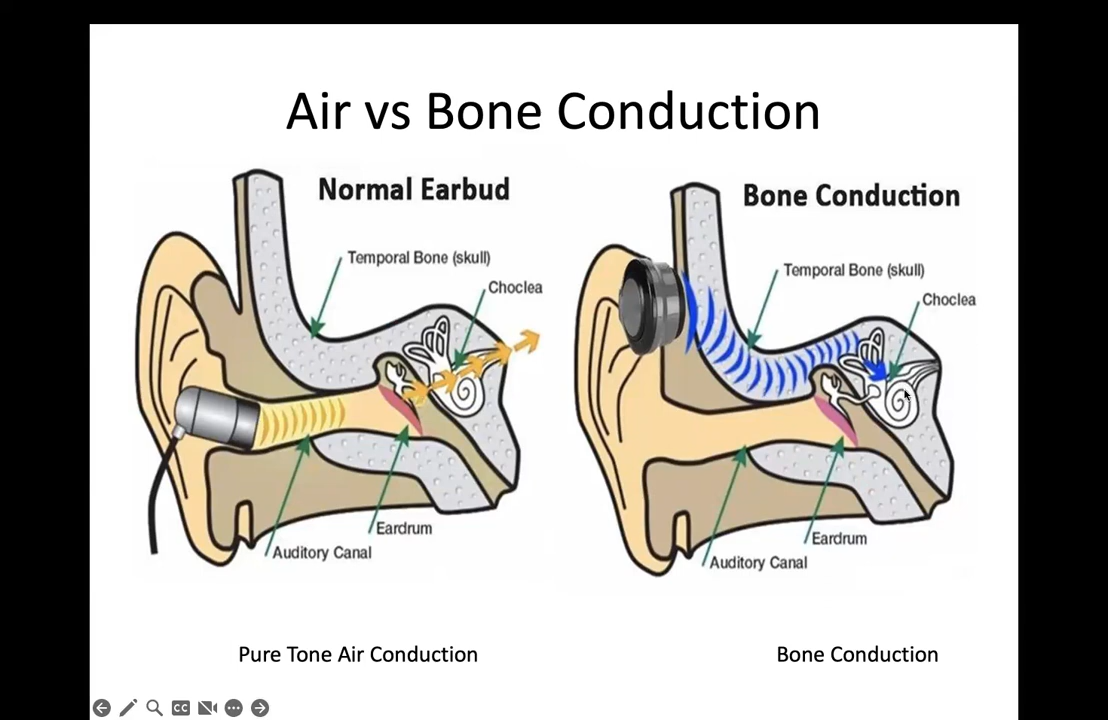 Air vs Bone Conduction
Normal Earbud
Temporal Bone (skull)
Choclea
Eardrum
Auditory Canal
Pure Tone Air Conduction
Bone Conduction
Temporal Bone (skull)
Choclea
Eardrum
Auditory Canal
Bone Conduction
CC